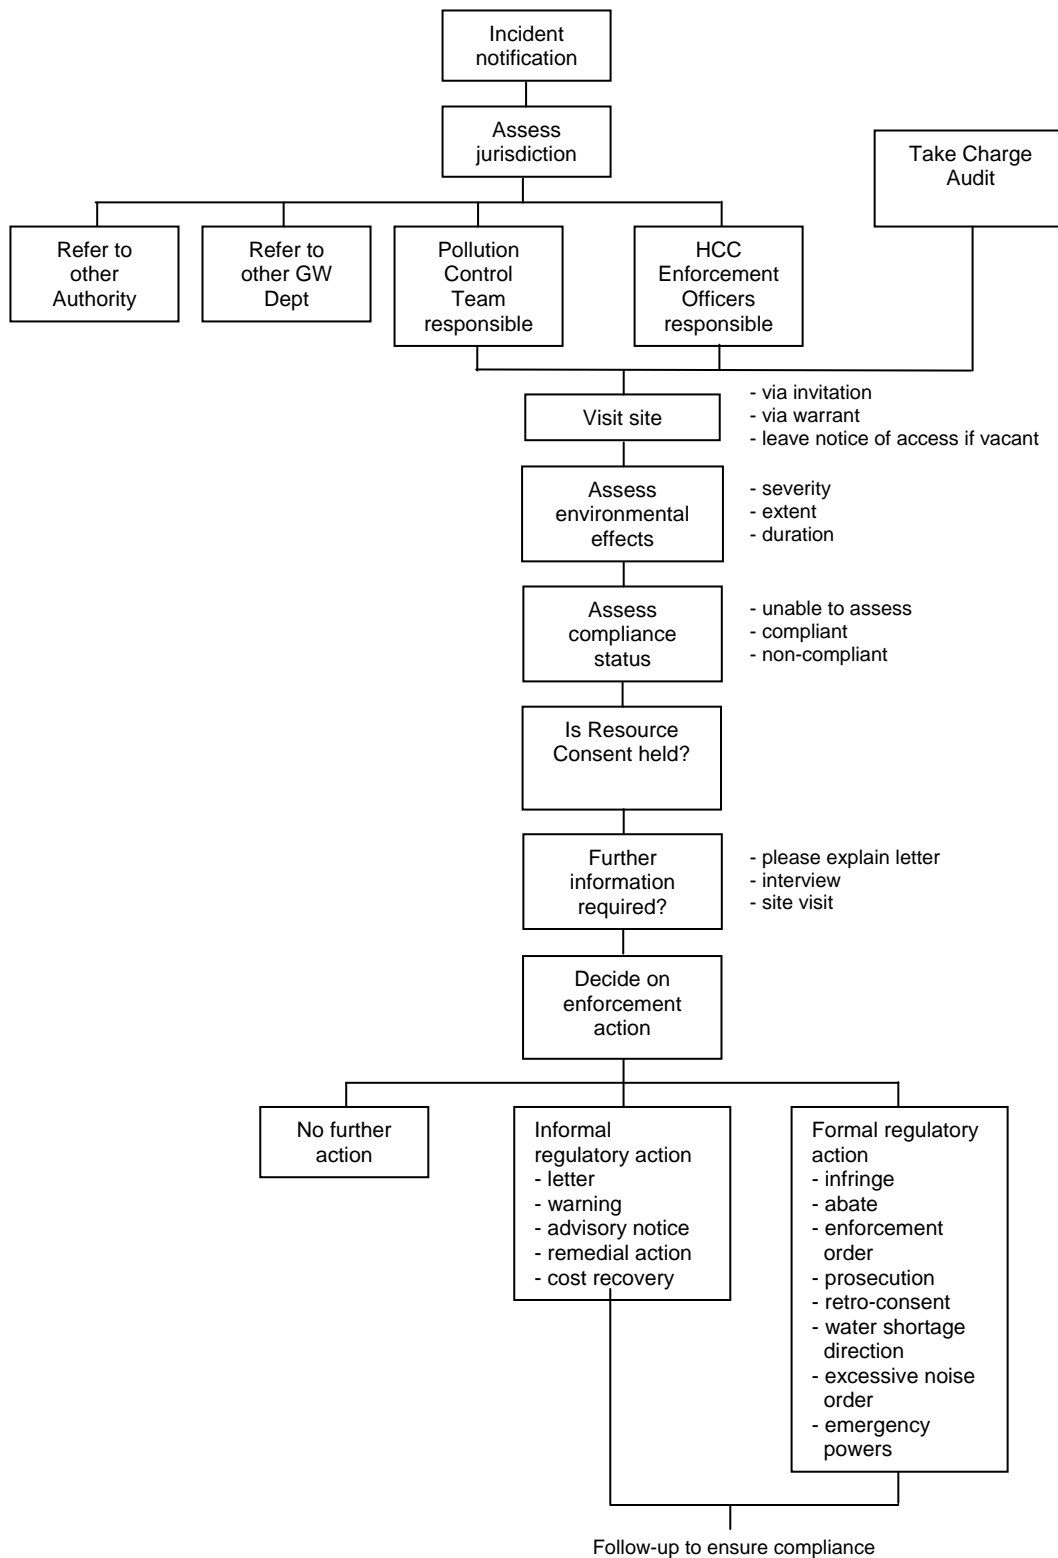 Incident
notification
Assess
jurisdiction
Take Charge
Audit
Refer to
other
Authority
Refer to
other GW
Dept
Pollution
Control
Team
responsible
HCC
Enforcement
Officers
responsible
Visit site
- via invitation
- via warrant
- leave notice of access if vacant
Assess
environmental
effects
- severity
- extent
- duration
Assess
compliance
status
- unable to assess
- compliant
- non-compliant
Is Resource
Consent held?
Further
information
required?
- please explain letter
- interview
- site visit
Decide on
enforcement
action
No further
action
Informal
regulatory action
- letter
- warning
- advisory notice
- remedial action
- cost recovery
Formal regulatory
action
- infringe
- abate
- enforcement
order
- prosecution
- retro-consent
- water shortage
direction
- excessive noise
order
- emergency
powers
Follow-up to ensure compliance